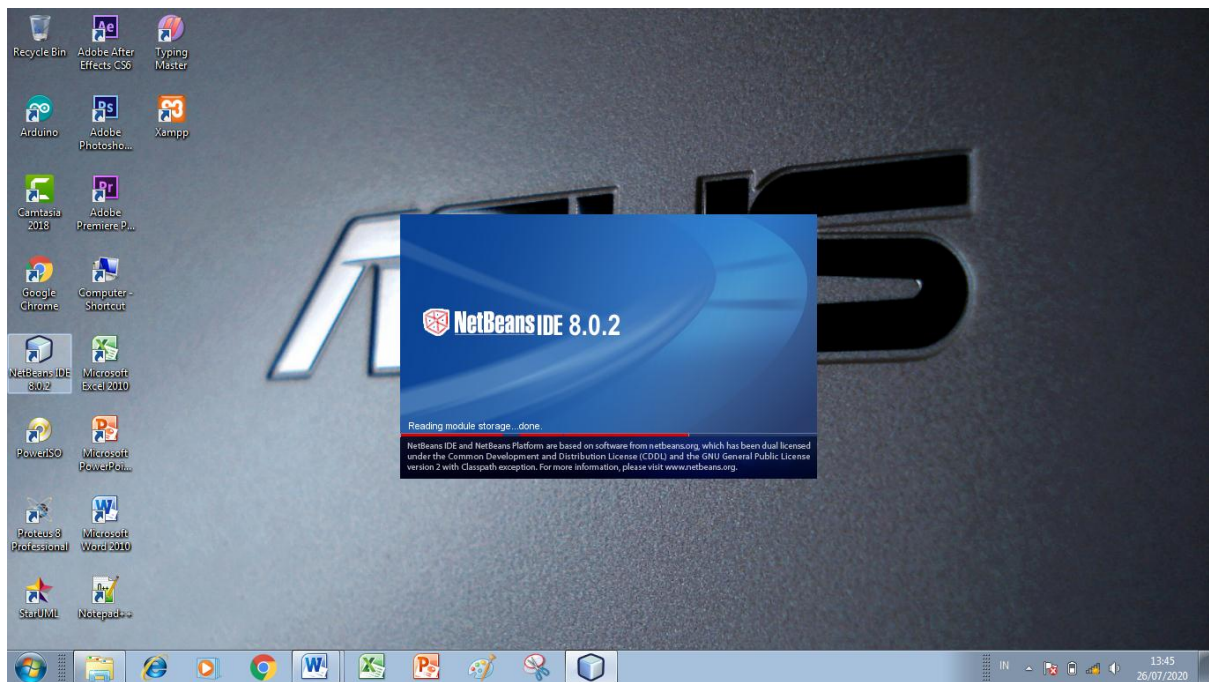 Recycle Bin
Adobe After
Effects CS6
Typing
Master
Arduino
Adobe
Photosho...
Xampp
Camtasia
2018
Adobe
Premiere P...
Google
Chrome
Computer -
Shortcut
NetBeans IDE
8.0.2
Microsoft
Excel 2010
PowerISO
Microsoft
PowerPoi...
Proteus 8
Professional
Microsoft
Word 2010
StarUML
Notepad++
ASUS
NetBeans IDE 8.0.2
Reading module storage...done.
NetBeans IDE and NetBeans Platform are based on software from netbeans.org, which has been dual licensed
under the Common Development and Distribution License (CDDL) and the GNU General Public License
version 2 with Classpath exception. For more information, please visit www.netbeans.org.
IN
13:45
26/07/2020